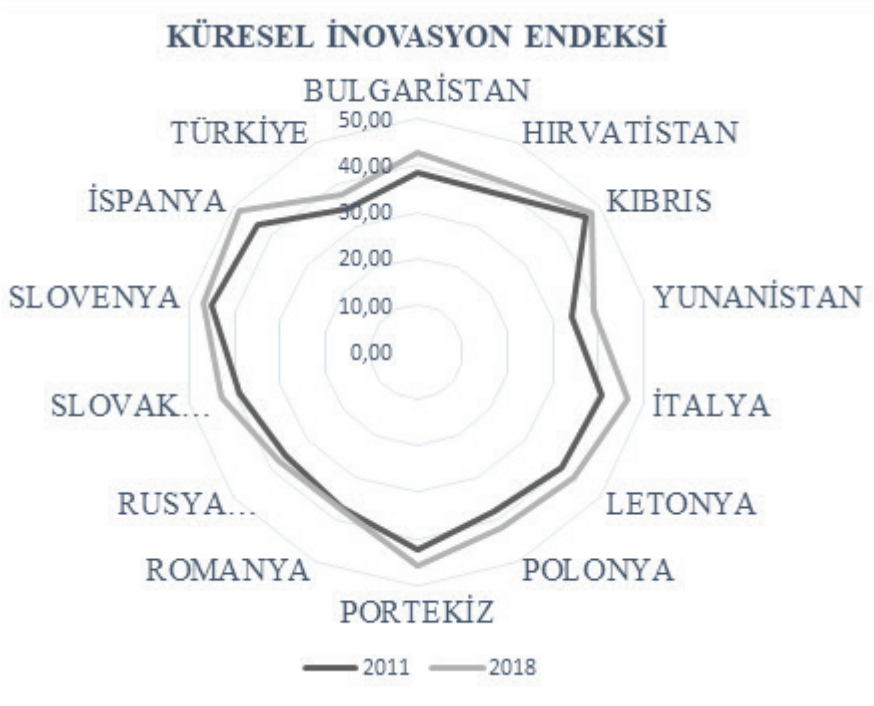 KÜRESEL İNOVASYON ENDEKSİ
BULGARİSTAN
TÜRKİYE
50,00
HIRVATİSTAN
40,00
İSPANYA
30,00
KIBRIS
20,00
SLOVENYA
10,00
YUNANİSTAN
0,00
SLOVAK...
İTALYA
RUSYA...
LETONYA
ROMANYA
POLONYA
PORTEKİZ
2011 2018